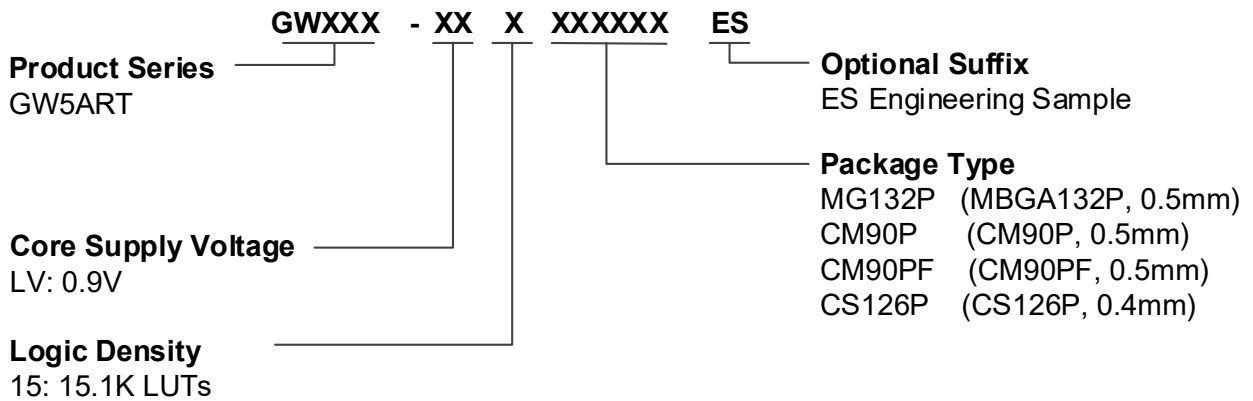 GWXXX - XX X XXXXXX ES
Product Series
GW5ART
Core Supply Voltage
LV: 0.9V
Logic Density
15: 15.1K LUTs
Optional Suffix
ES Engineering Sample
Package Type
MG132P (MBGA132P, 0.5mm)
CM90P (CM90P, 0.5mm)
CM90PF (CM90PF, 0.5mm)
CS126P (CS126P, 0.4mm)